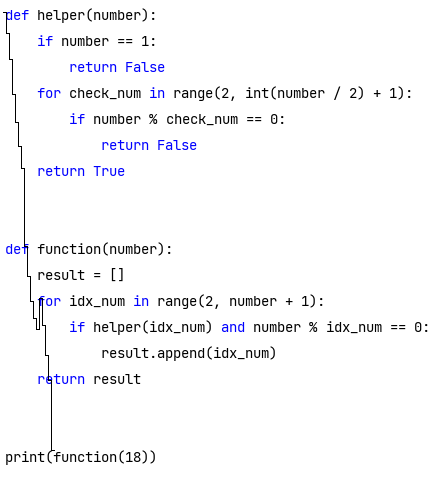 def helper(number):
    if number == 1:
        return False
    for check_num in range(2, int(number / 2) + 1):
        if number % check_num == 0:
            return False
    return True


def function(number):
    result = []
    for idx_num in range(2, number + 1):
        if helper(idx_num) and number % idx_num == 0:
            result.append(idx_num)
    return result


print(function(18))